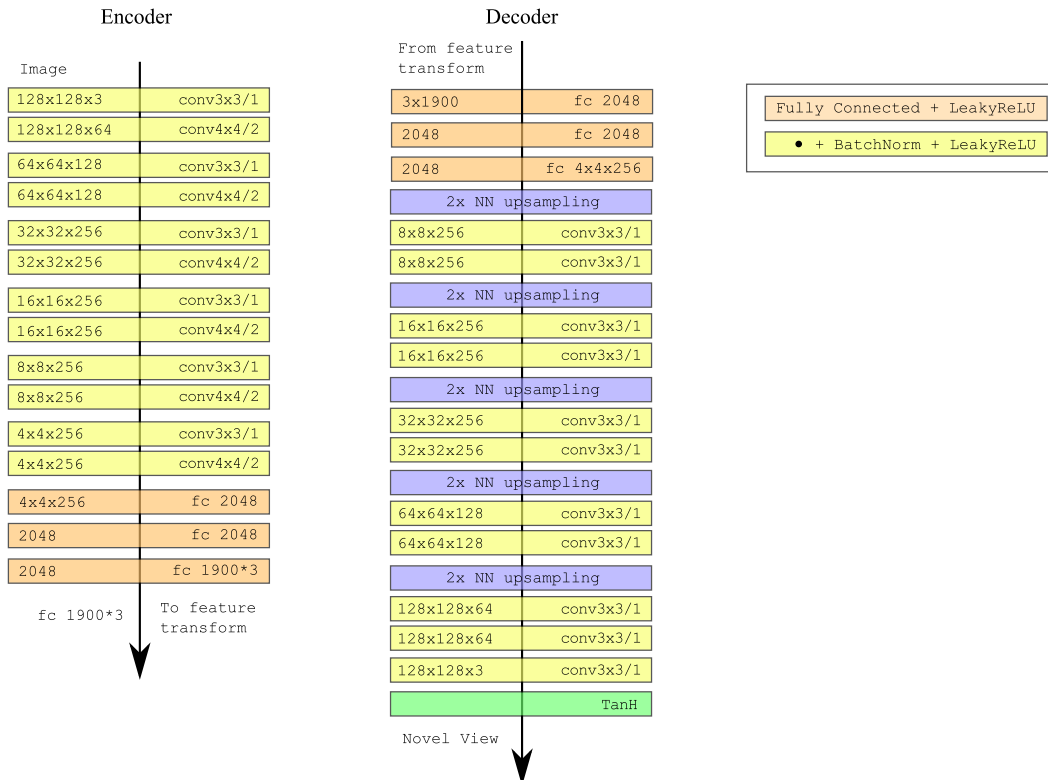 Encoder
Image
128x128x3 conv3x3/1
128x128x64 conv4x4/2
64x64x128 conv3x3/1
64x64x128 conv4x4/2
32x32x256 conv3x3/1
32x32x256 conv4x4/2
16x16x256 conv3x3/1
16x16x256 conv4x4/2
8x8x256 conv3x3/1
8x8x256 conv4x4/2
4x4x256 conv3x3/1
4x4x256 conv4x4/2
4x4x256 fc 2048
2048 fc 2048
2048 fc 1900*3
fc 1900*3
To feature
transform
Decoder
From feature
transform
3x1900 fc 2048
2048 fc 2048
2048 fc 4x4x256
2x NN upsampling
8x8x256 conv3x3/1
8x8x256 conv3x3/1
2x NN upsampling
16x16x256 conv3x3/1
16x16x256 conv3x3/1
2x NN upsampling
32x32x256 conv3x3/1
32x32x256 conv3x3/1
2x NN upsampling
64x64x128 conv3x3/1
64x64x128 conv3x3/1
2x NN upsampling
128x128x64 conv3x3/1
128x128x64 conv3x3/1
128x128x3 conv3x3/1
TanH
Novel View
Fully Connected + LeakyReLU
• + BatchNorm + LeakyReLU